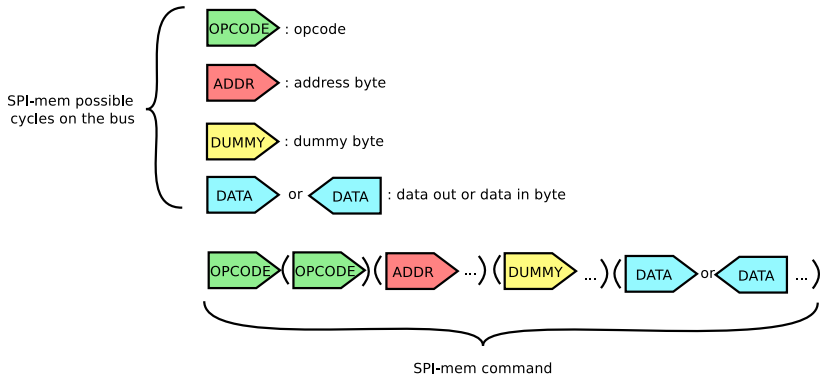 OPCODE : opcode
ADDR : address byte
SPI-mem possible
cycles on the bus
DUMMY : dummy byte
DATA or DATA : data out or data in byte
OPCODE ( OPCODE ) ( ADDR ... ) ( DUMMY ... ) ( DATA or DATA ... )
SPI-mem command